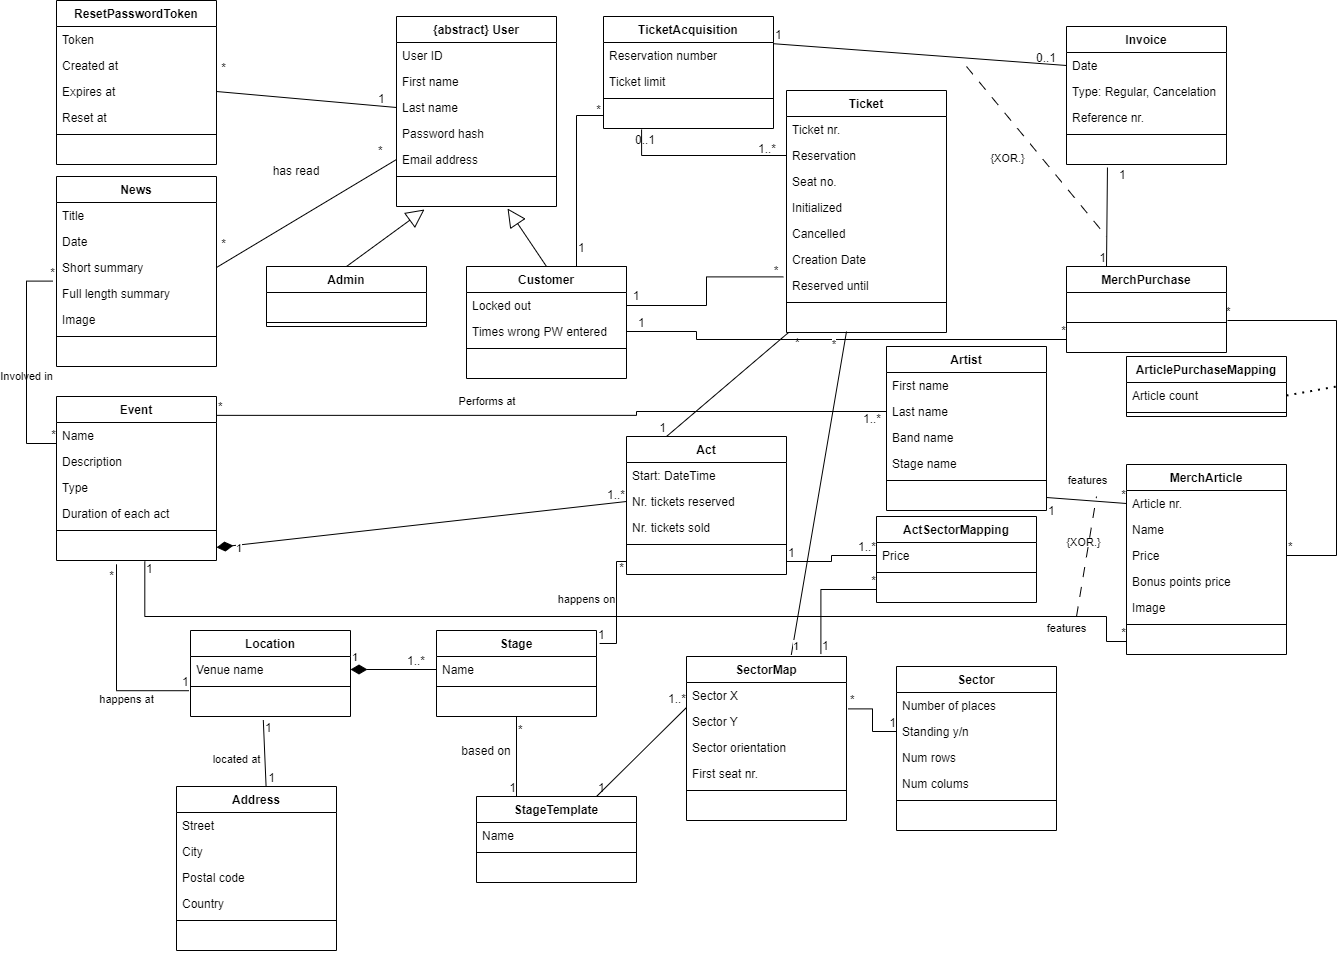 ResetPasswordToken
Token
Created at
Expires at
Reset at
*
1
{abstract} User
User ID
First name
Last name
Password hash
Email address
*
has read
*
News
Title
Date
Short summary
Full length summary
Image
*
Involved in
*
Admin
Customer
Locked out
Times wrong PW entered
1
1
1
TicketAcquisition
Reservation number
Ticket limit
*
0..1
1..*
1
0..1
Ticket
Ticket nr.
Reservation
Seat no.
Initialized
Cancelled
Creation Date
Reserved until
*
*
*
Invoice
Date
Type: Regular, Cancelation
Reference nr.
{XOR.}
1
1
MerchPurchase
*
*
ArticlePurchaseMapping
Article count
Artist
First name
Last name
Band name
Stage name
1..*
1
Performs at
*
Event
Name
Description
Type
Duration of each act
1
*
1
1
Act
Start: DateTime
Nr. tickets reserved
Nr. tickets sold
1..*
*
1
ActSectorMapping
Price
1..*
*
features
{XOR.}
features
MerchArticle
Article nr.
Name
Price
Bonus points price
Image
*
*
*
happens on
1
happens at
1
Location
Venue name
1
1..*
Stage
Name
1
located at
1
Address
Street
City
Postal code
Country
*
based on
1
1
StageTemplate
Name
1
1
SectorMap
Sector X
Sector Y
Sector orientation
First seat nr.
1..*
*
1
Sector
Number of places
Standing y/n
Num rows
Num colums